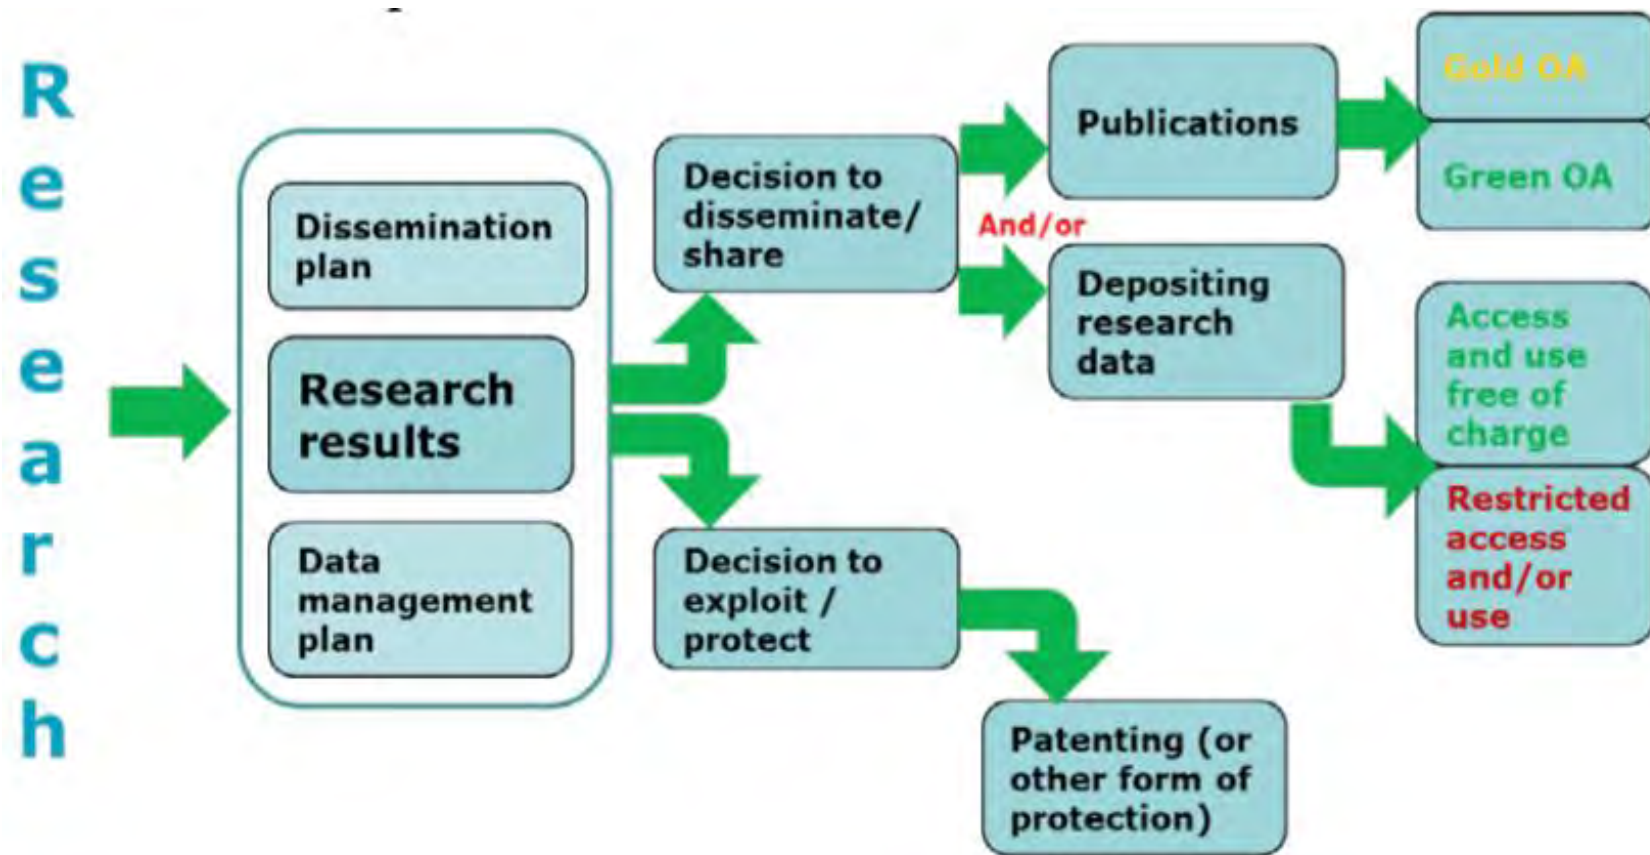 Research
Dissemination
plan
Research
results
Data
management
plan
Decision to
disseminate/
share
Decision to
exploit /
protect
And/or
Publications
Depositing
research
data
Patenting (or
other form of
protection)
Gold OA
Green OA
Access
and use
free of
charge
Restricted
access
and/or
use